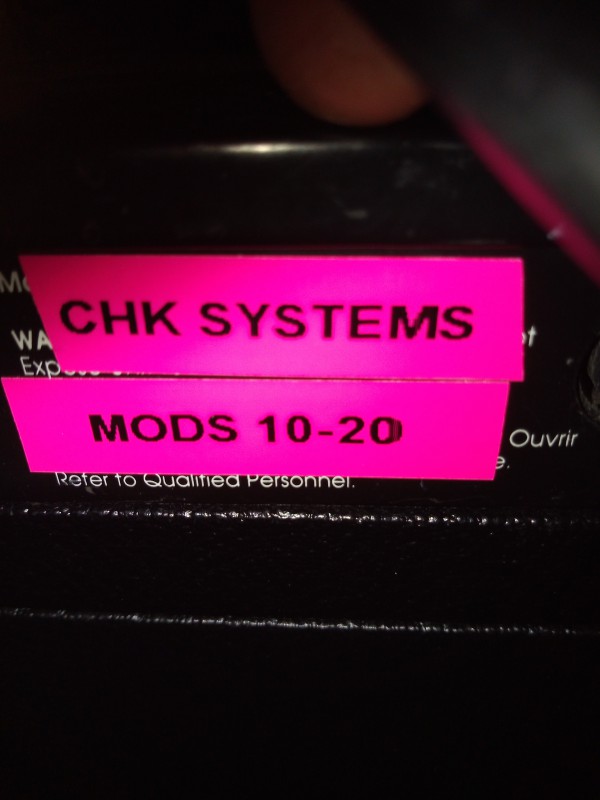 CHK SYSTEMS
MODS 10-20
Ouvrir
Refer to Qualified Personnel.